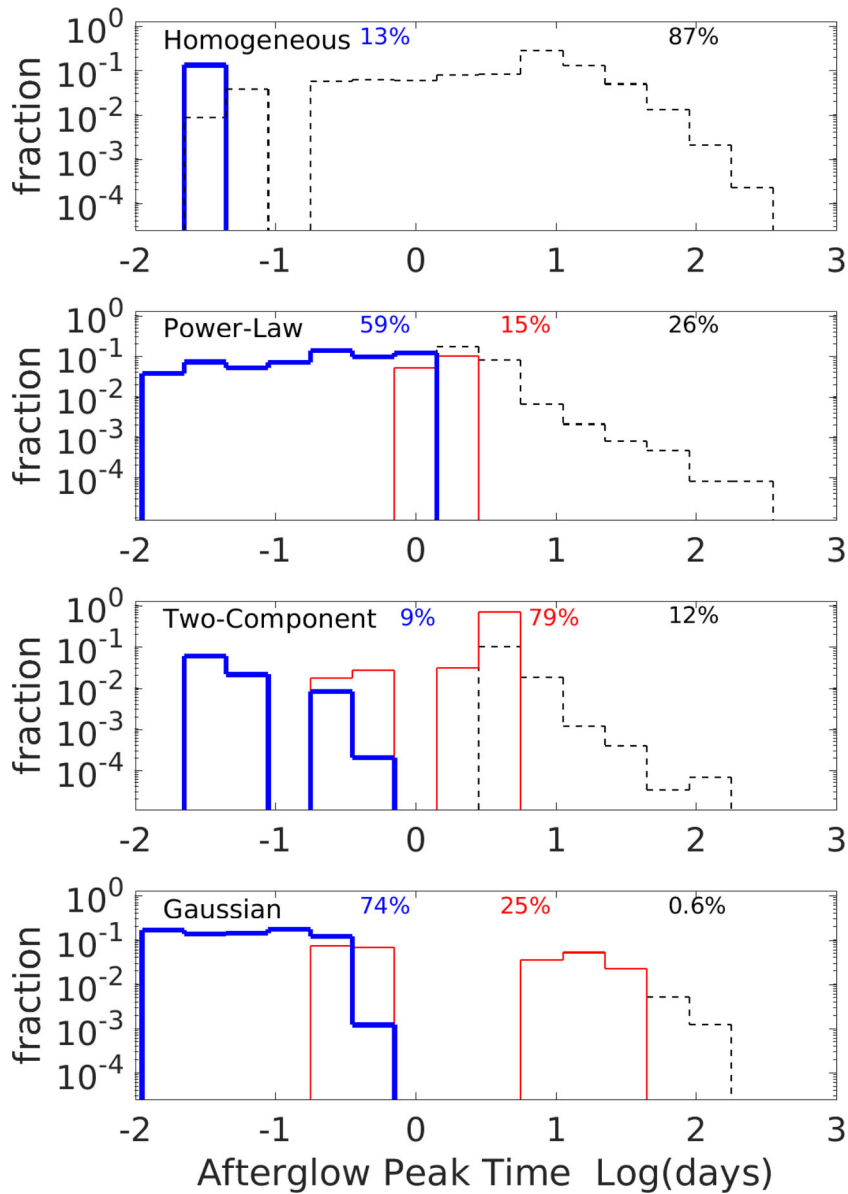 Homogeneous 13% 87%
10^0
10^-1
10^-2
10^-3
10^-4
fraction
-2 -1 0 1 2 3
Power-Law 59% 15% 26%
10^0
10^-1
10^-2
10^-3
10^-4
fraction
-2 -1 0 1 2 3
Two-Component 9% 79% 12%
10^0
10^-1
10^-2
10^-3
10^-4
fraction
-2 -1 0 1 2 3
Gaussian 74% 25% 0.6%
10^0
10^-1
10^-2
10^-3
10^-4
fraction
-2 -1 0 1 2 3
Afterglow Peak Time Log(days)